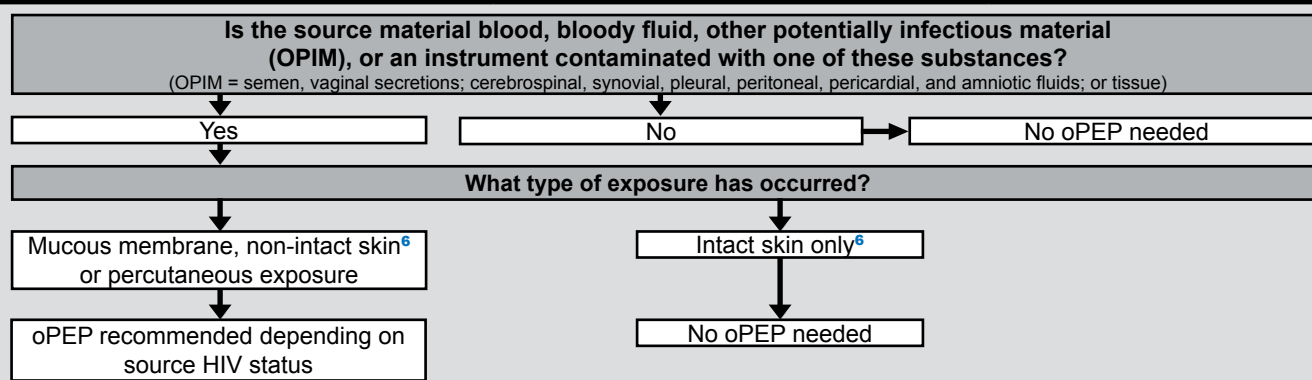 Is the source material blood, bloody fluid, other potentially infectious material
(OPIM), or an instrument contaminated with one of these substances?
(OPIM = semen, vaginal secretions; cerebrospinal, synovial, pleural, peritoneal, pericardial, and amniotic fluids; or tissue)
Yes
No
No oPEP needed
What type of exposure has occurred?
Mucous membrane, non-intact skin6
or percutaneous exposure
Intact skin only6
oPEP recommended depending on
source HIV status
No oPEP needed